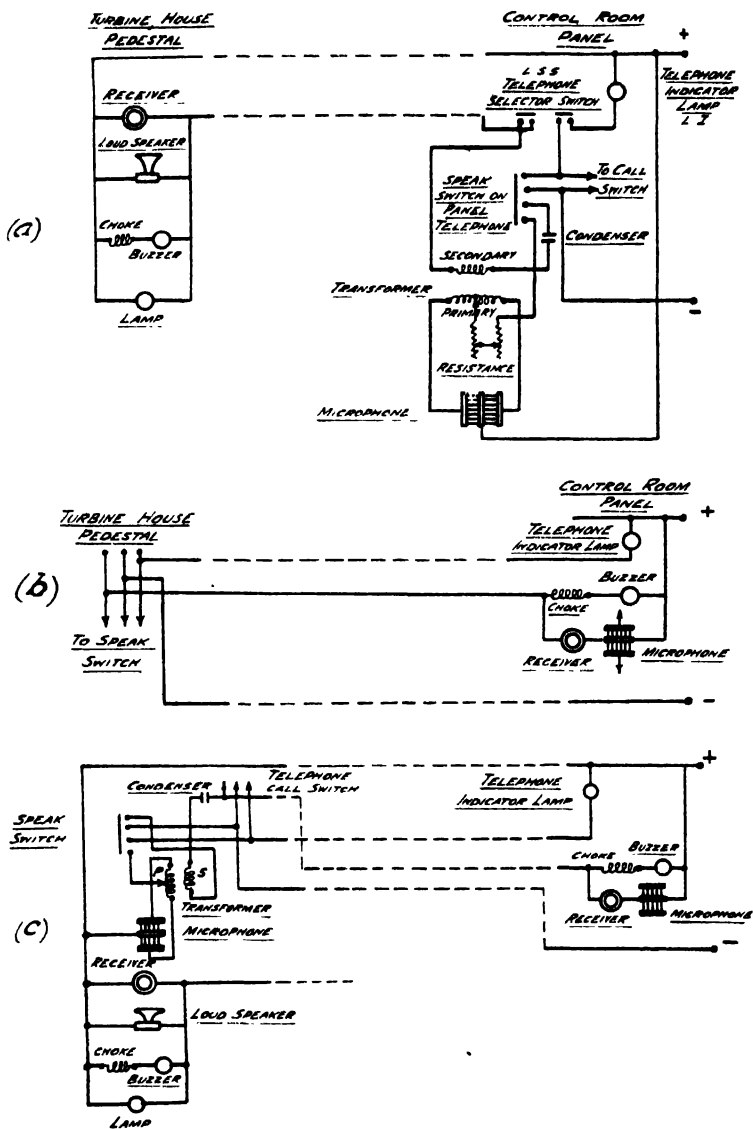 TURBINE HOUSE
PEDESTAL
CONTROL ROOM
PANEL
+
RECEIVER
LOUD SPEAKER
CHOKE
BUZZER
LAMP
L S S
TELEPHONE
SELECTOR SWITCH
TELEPHONE
INDICATOR
LAMP
L I
(a)
SPEAK
SWITCH ON
PANEL
TELEPHONE
TO CALL
SWITCH
CONDENSER
SECONDARY
TRANSFORMER
PRIMARY
RESISTANCE
MICROPHONE
-
CONTROL ROOM
PANEL
+
TURBINE HOUSE
PEDESTAL
TELEPHONE
INDICATOR LAMP
(b)
BUZZER
CHOKE
TO SPEAK
SWITCH
RECEIVER
MICROPHONE
-
+
CONDENSER
TELEPHONE
CALL SWITCH
TELEPHONE
INDICATOR LAMP
SPEAK
SWITCH
P
S
CHOKE
BUZZER
TRANSFORMER
RECEIVER
MICROPHONE
(c)
MICROPHONE
-
RECEIVER
LOUD SPEAKER
CHOKE
BUZZER
LAMP